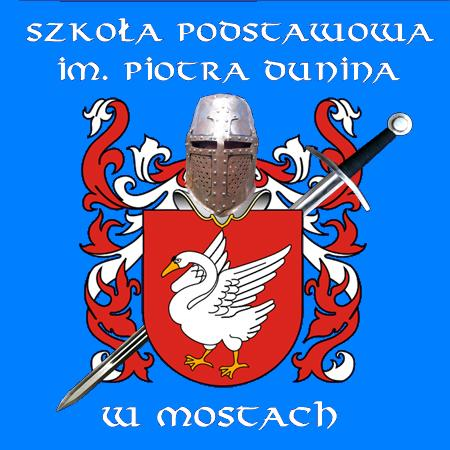 SZKOŁA PODSTAWOWA
IM. PIOTRA DUNINA
W MOSTACH